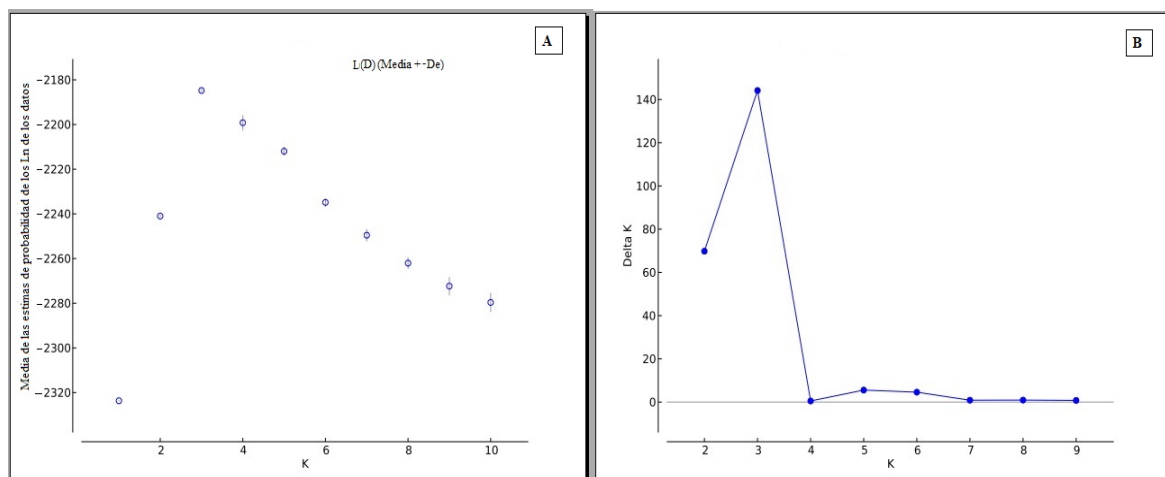 A
L(D) (Media +-De)
Media de las estimas de probabilidad de los Ln de los datos
−2180
−2200
−2220
−2240
−2260
−2280
−2300
−2320
2 4 6 8 10
K
B
Delta K
140
120
100
80
60
40
20
0
2 3 4 5 6 7 8 9
K